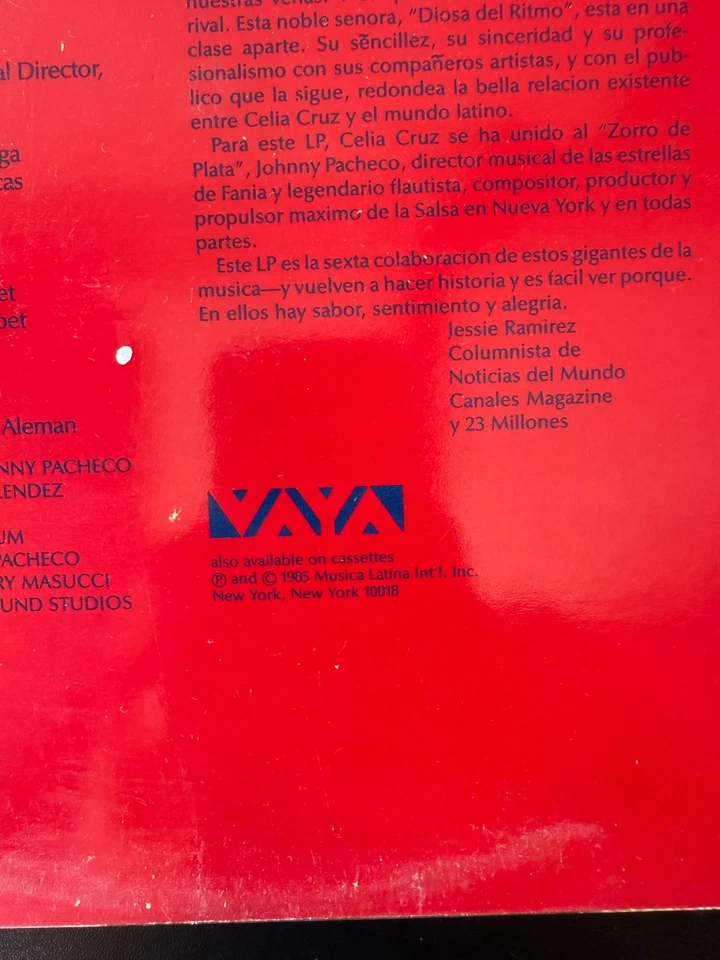 al Director,
ga
cas
et
pet
Aleman
NNY PACHECO
LENDEZ
UM
PACHECO
RY MASUCCI
UND STUDIOS
rival. Esta noble senora, "Diosa del Ritmo", esta en una
clase aparte. Su sẽncillez, su sinceridad y su profe-
sionalismo con sus compañeros artistas, y con el pub-
lico que la sigue, redondea la bella relacion existente
entre Celia Cruz y el mundo latino.
Para este LP, Celia Cruz se ha unido al "Zorro de
Plata", Johnny Pacheco, director musical de las estrellas
de Fania y legendario flautista, compositor, productor y
propulsor maximo de la Salsa en Nueva York y en todas
partes.
Este LP es la sexta colaboracion de estos gigantes de la
musica—y vuelven a hacer historia y es facil ver porque.
En ellos hay sabor, sentimiento y alegria.
Jessie Ramirez
Columnista de
Noticias del Mundo
Canales Magazine
y 23 Millones
VAYA
also available on cassettes
Ⓟ and © 1985 Musica Latina Int'l. Inc.
New York, New York 10018